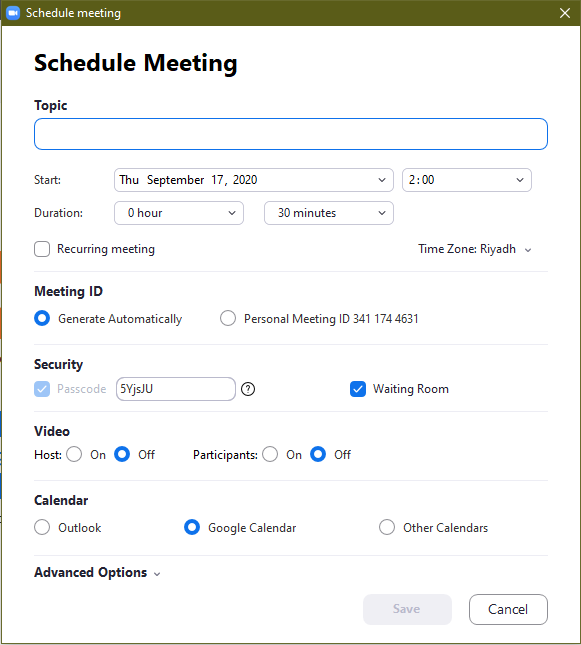 Schedule meeting
Schedule Meeting
Topic
Start: Thu September 17, 2020 2:00
Duration: 0 hour 30 minutes
Recurring meeting Time Zone: Riyadh
Meeting ID
Generate Automatically Personal Meeting ID 341 174 4631
Security
Passcode 5YjsJU ? Waiting Room
Video
Host: On Off Participants: On Off
Calendar
Outlook Google Calendar Other Calendars
Advanced Options
Save Cancel